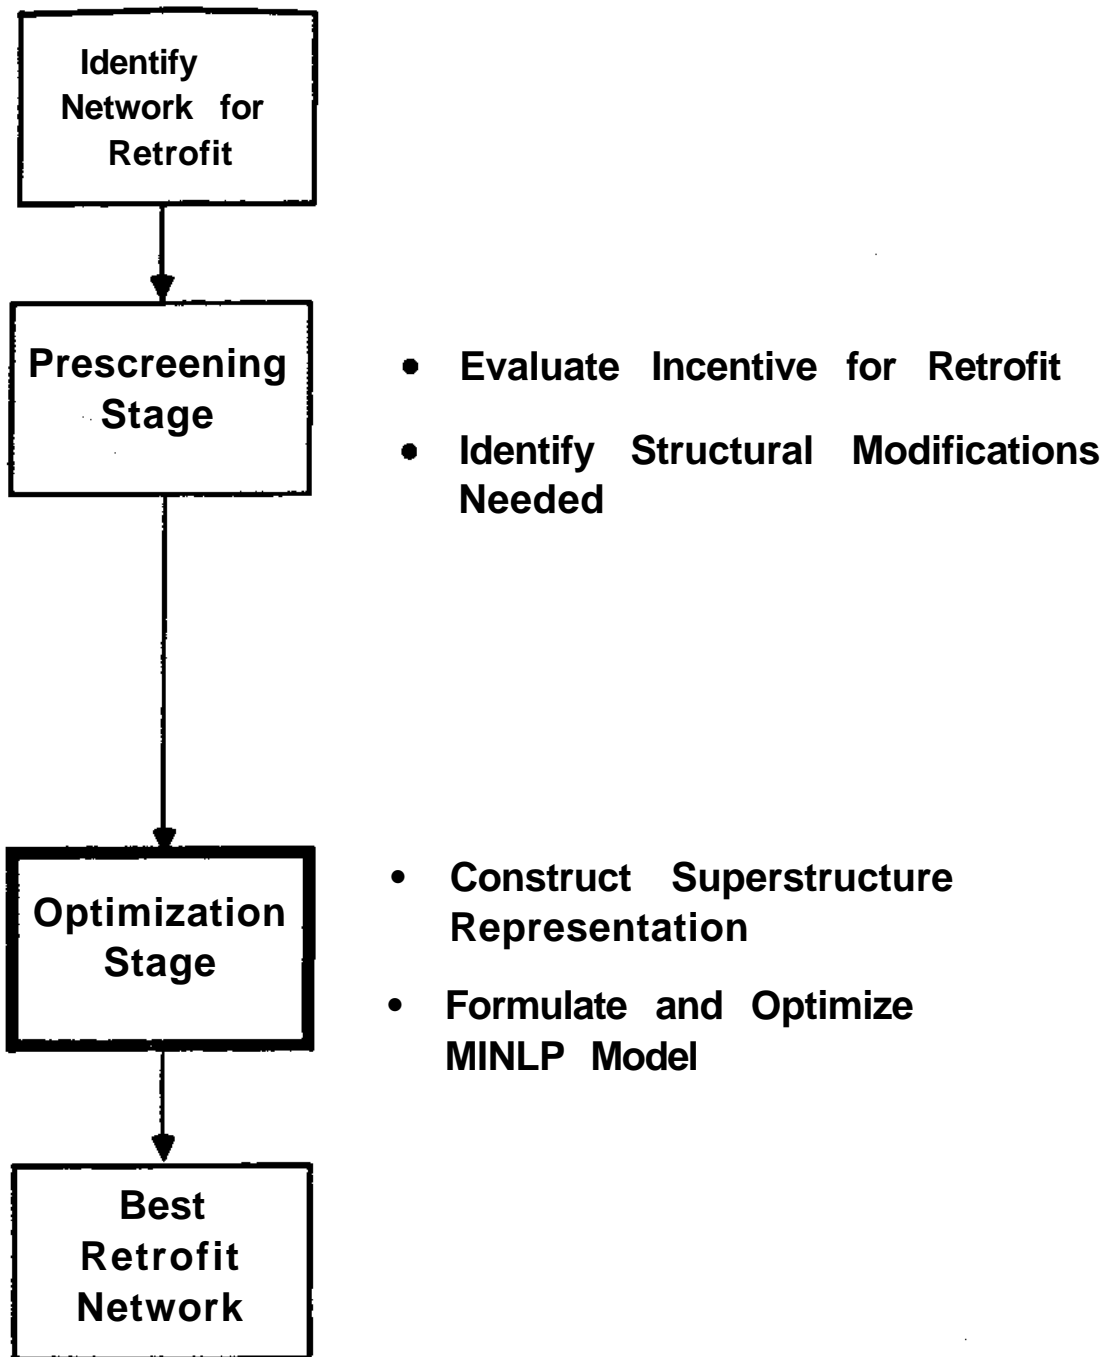 Identify
Network for
Retrofit
Prescreening
Stage
• Evaluate Incentive for Retrofit
• Identify Structural Modifications
Needed
Optimization
Stage
• Construct Superstructure
Representation
• Formulate and Optimize
MINLP Model
Best
Retrofit
Network